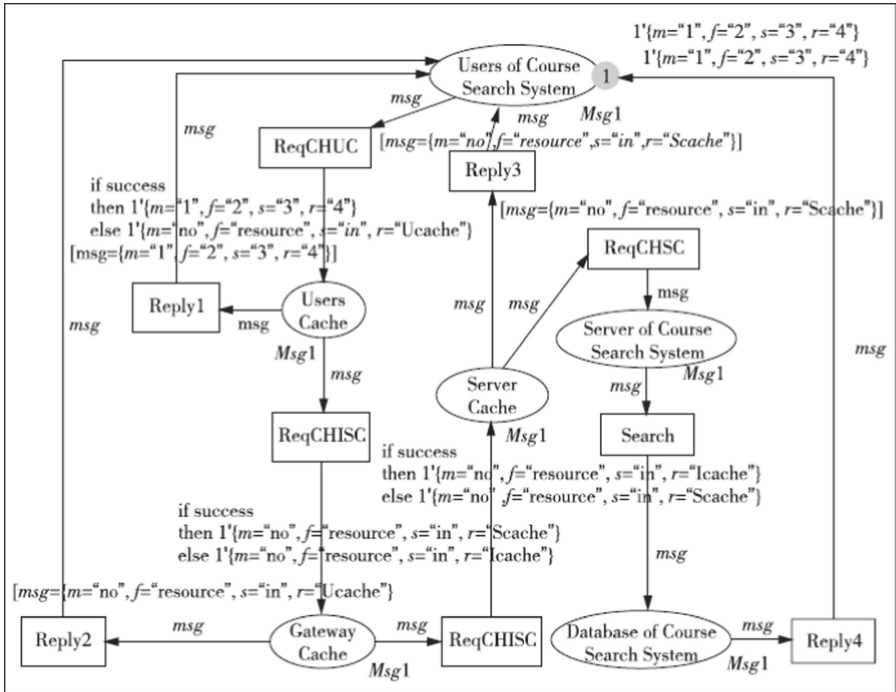 1'{m=“1”, f=“2”, s=“3”, r=“4”}
1'{m=“1”, f=“2”, s=“3”, r=“4”}
Users of Course
Search System
1
msg
msg
Msg1
msg
ReqCHUC
[msg={m=“no”,f=“resource”,s=“in”,r=“Scache”}]
Reply3
if success
then 1'{m=“1”, f=“2”, s=“3”, r=“4”}
else 1'{m=“no”, f=“resource”, s=“in”, r=“Ucache”}
[msg={m=“1”, f=“2”, s=“3”, r=“4”}]
[msg={m=“no”, f=“resource”, s=“in”, r=“Scache”}]
ReqCHSC
Reply1
msg
Users
Cache
msg
msg
msg
msg
Server of Course
Search System
msg
Msg1
msg
msg
Msg1
Server
Cache
Msg1
ReqCHISC
Search
if success
then 1'{m=“no”, f=“resource”, s=“in”, r=“Icache”}
else 1'{m=“no” ,f=“resource”, s=“in”, r=“Scache”}
if success
then 1'{m=“no”, f=“resource”, s=“in”, r=“Scache”}
else 1'{m=“no”, f=“resource”, s=“in”, r=“Icache”}
msg
[msg={m=“no”, f=“resource”, s=“in”, r=“Ucache”}
Reply2
msg
Gateway
Cache
msg
Msg1
ReqCHISC
Database of Course
Search System
msg
Msg1
Reply4